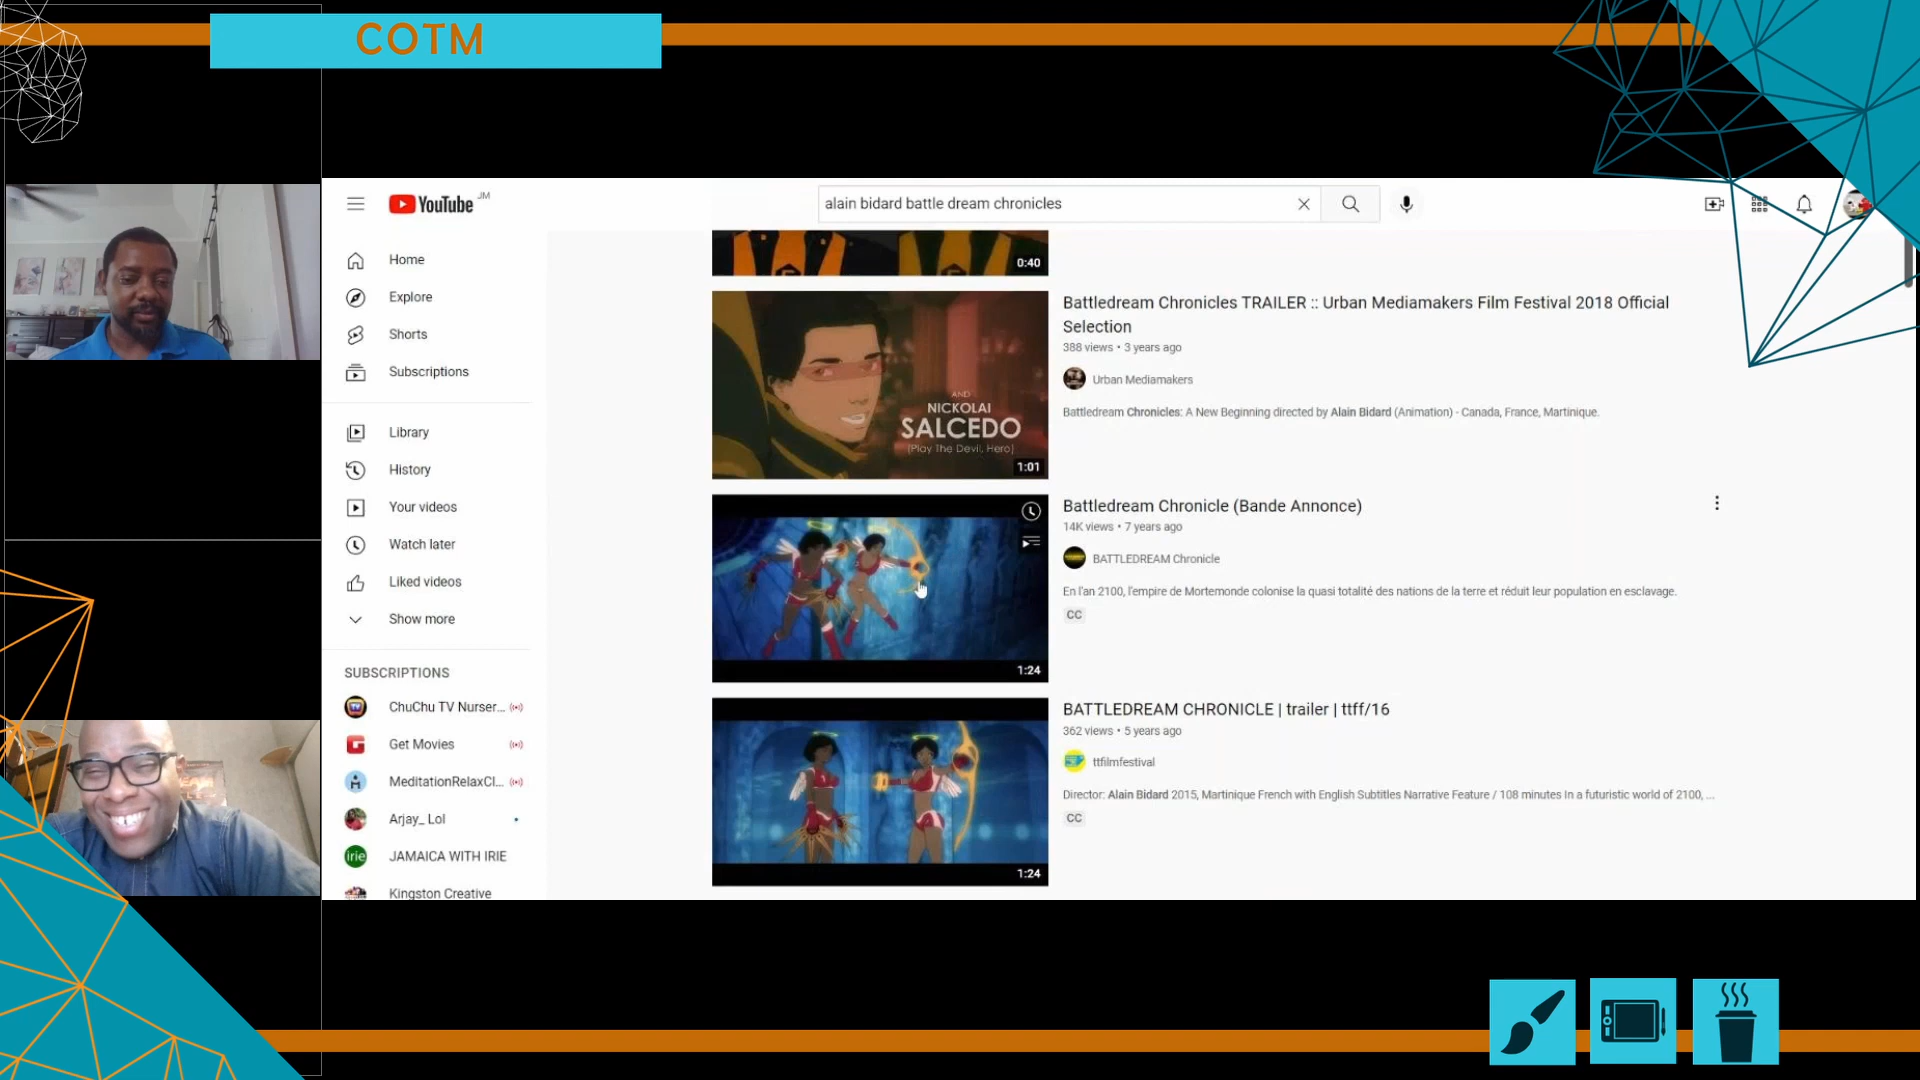 COTM
YouTube JM
alain bidard battle dream chronicles
Home
Explore
Shorts
Subscriptions
Library
History
Your videos
Watch later
Liked videos
Show more
SUBSCRIPTIONS
ChuChu TV Nurser...
Get Movies
MeditationRelaxCl...
Arjay_ Lol
irie
JAMAICA WITH IRIE
Kingston Creative
0:40
AND
NICKOLAI
SALCEDO
(Play The Devil, Hero)
1:01
Battledream Chronicles TRAILER :: Urban Mediamakers Film Festival 2018 Official
Selection
388 views • 3 years ago
Urban Mediamakers
Battledream Chronicles: A New Beginning directed by Alain Bidard (Animation) - Canada, France, Martinique.
1:24
Battledream Chronicle (Bande Annonce)
14K views • 7 years ago
BATTLEDREAM Chronicle
En l'an 2100, l'empire de Mortemonde colonise la quasi totalité des nations de la terre et réduit leur population en esclavage.
CC
1:24
BATTLEDREAM CHRONICLE | trailer | ttff/16
362 views • 5 years ago
ttfilmfestival
Director: Alain Bidard 2015, Martinique French with English Subtitles Narrative Feature / 108 minutes In a futuristic world of 2100, ...
CC